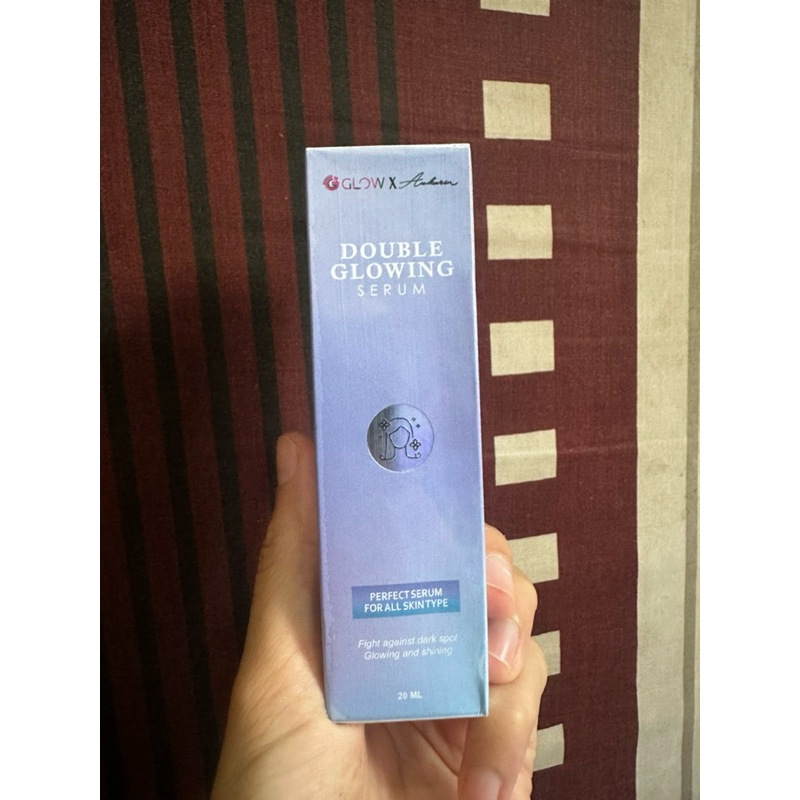 GLOW X
DOUBLE
GLOWING
SERUM
PERFECT SERUM
FOR ALL SKIN TYPE
Fight against dark spot
Glowing and shining
20 ML